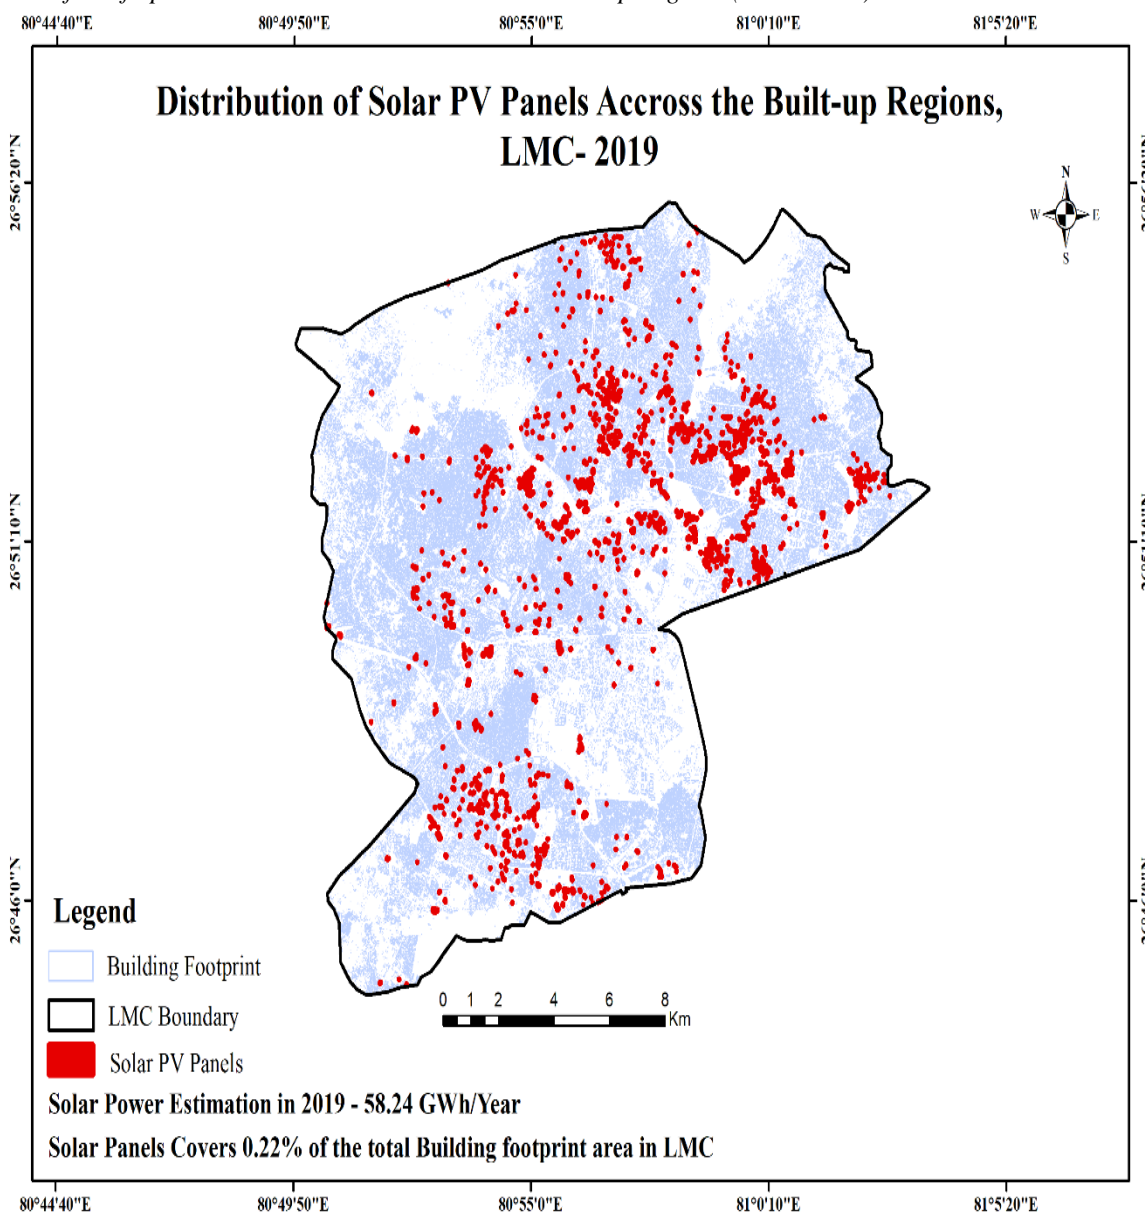 80°44'40"E 80°49'50"E 80°55'0"E 81°0'10"E 81°5'20"E
Distribution of Solar PV Panels Accross the Built-up Regions,
LMC- 2019
26°56'20"N
N
W E
S
26°51'10"N
26°46'0"N
Legend
Building Footprint
LMC Boundary
Solar PV Panels
0 1 2 4 6 8
Km
Solar Power Estimation in 2019 - 58.24 GWh/Year
Solar Panels Covers 0.22% of the total Building footprint area in LMC
80°44'40"E 80°49'50"E 80°55'0"E 81°0'10"E 81°5'20"E